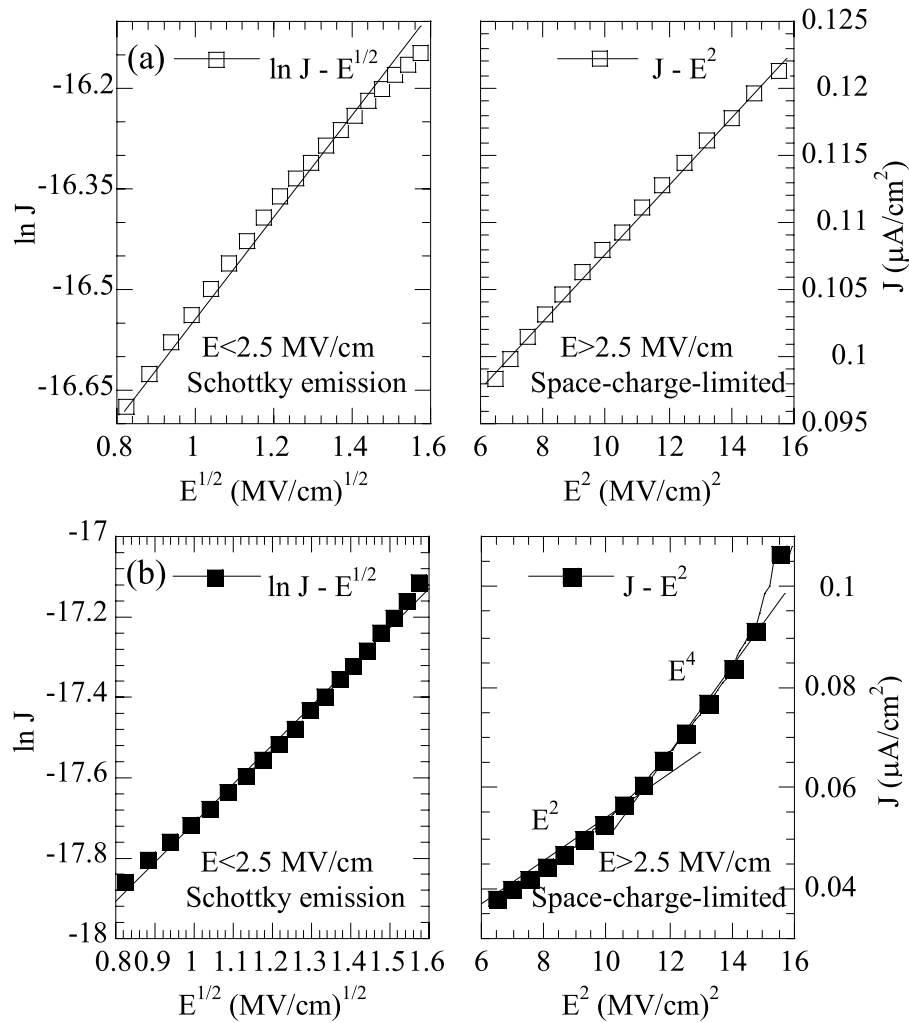 (a)
ln J - E^1/2
-16.2
-16.35
-16.5
-16.65
ln J
E<2.5 MV/cm
Schottky emission
0.8 1 1.2 1.4 1.6
E^1/2 (MV/cm)^1/2
J - E^2
0.125
0.12
0.115
0.11
0.105
0.1
0.095
J (μA/cm^2)
E>2.5 MV/cm
Space-charge-limited
6 8 10 12 14 16
E^2 (MV/cm)^2
(b)
ln J - E^1/2
-17
-17.2
-17.4
-17.6
-17.8
-18
ln J
E<2.5 MV/cm
Schottky emission
0.8 0.9 1 1.1 1.2 1.3 1.4 1.5 1.6
E^1/2 (MV/cm)^1/2
J - E^2
E^4
E^2
0.1
0.08
0.06
0.04
J (μA/cm^2)
E>2.5 MV/cm
Space-charge-limited
6 8 10 12 14 16
E^2 (MV/cm)^2